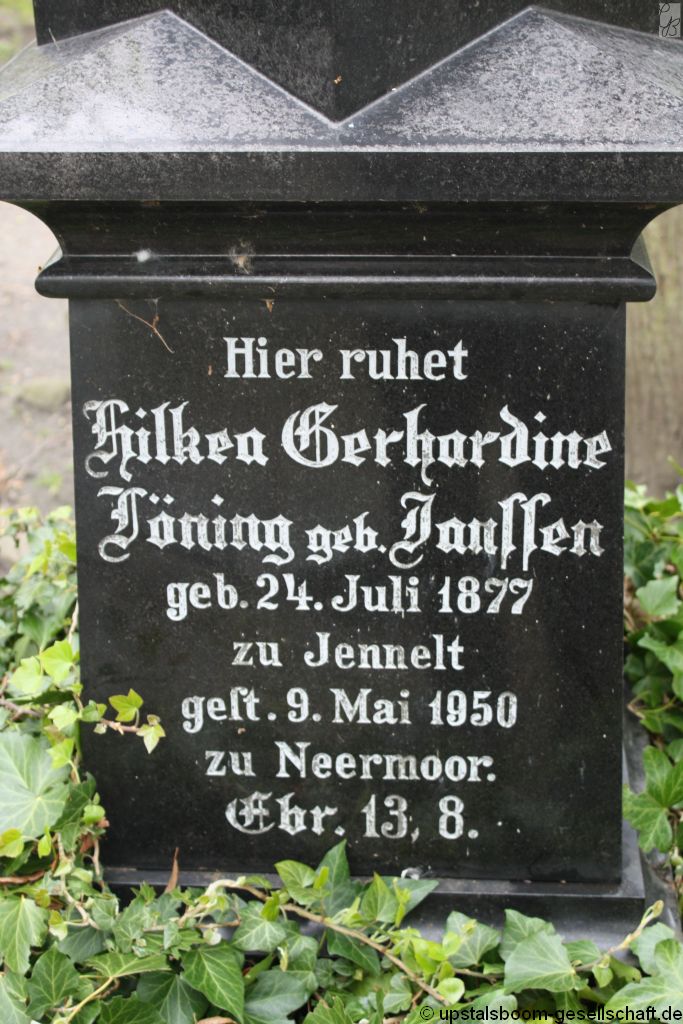 Hier ruhet
Hilkea Gerhardine
Töning geb. Janſſen
geb. 24. Juli 1877
zu Jennelt
geſt. 9. Mai 1950
zu Neermoor.
Ebr. 13, 8.
© upstalsboom-gesellschaft.de